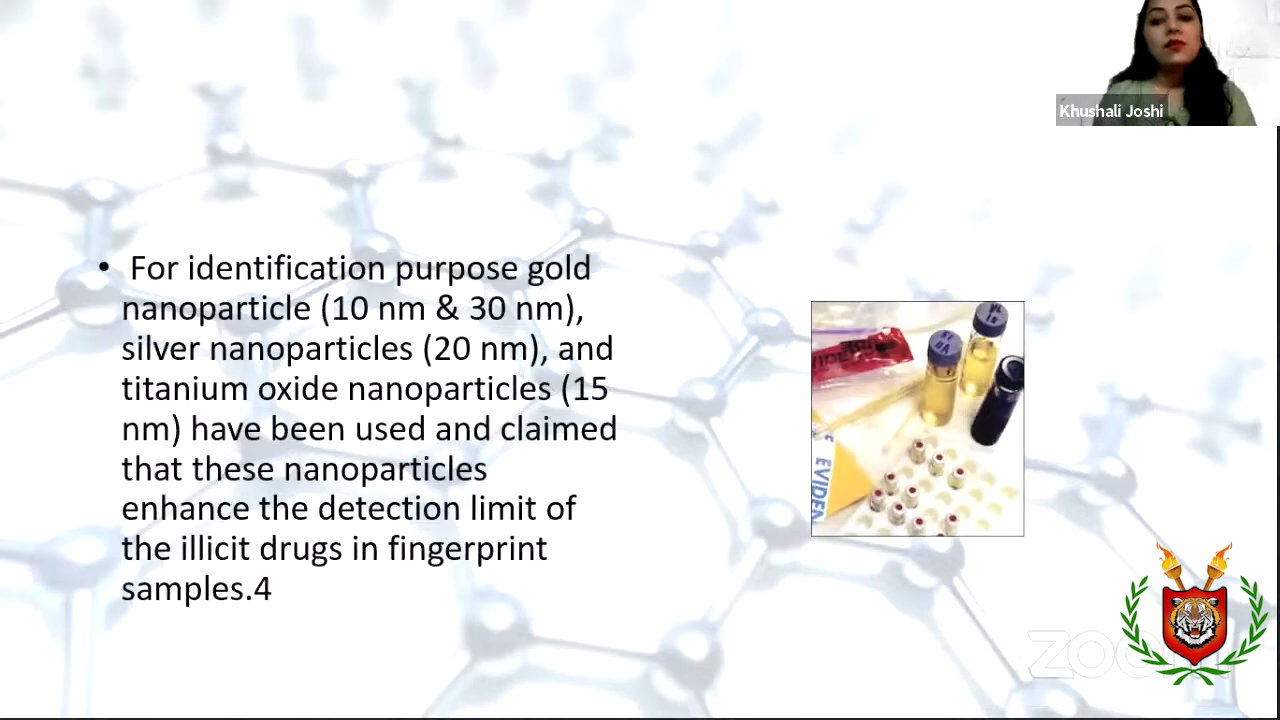 Khushali Joshi
• For identification purpose gold
nanoparticle (10 nm & 30 nm),
silver nanoparticles (20 nm), and
titanium oxide nanoparticles (15
nm) have been used and claimed
that these nanoparticles
enhance the detection limit of
the illicit drugs in fingerprint
samples.4
EVIDEN
zoom